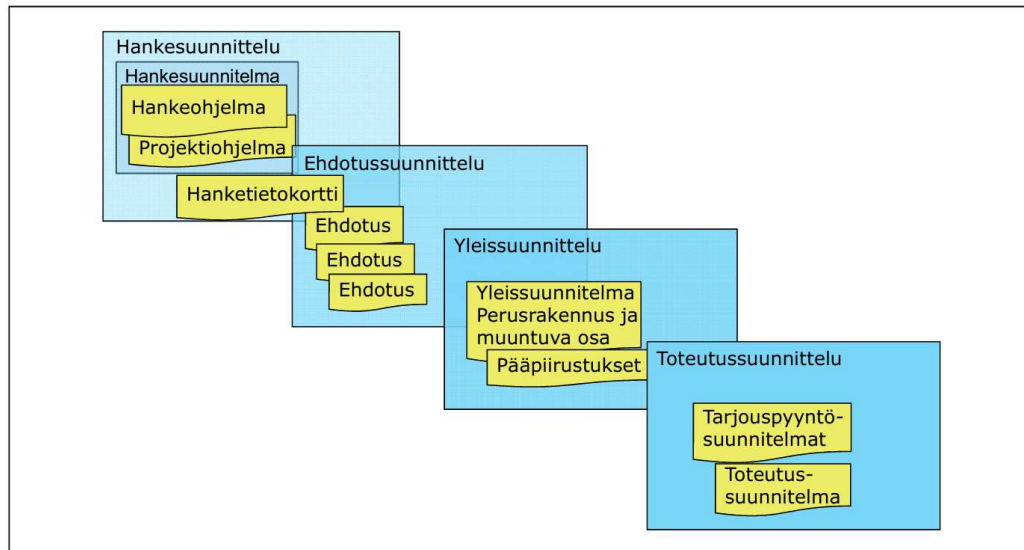 Hankesuunnittelu
Hankesuunnitelma
Hankeohjelma
Projektiohjelma
Hanketietokortti
Ehdotussuunnittelu
Ehdotus
Ehdotus
Ehdotus
Yleissuunnittelu
Yleissuunnitelma
Perusrakennus ja
muuntuva osa
Pääpiirustukset
Toteutussuunnittelu
Tarjouspyyntö-
suunnitelmat
Toteutus-
suunnitelma